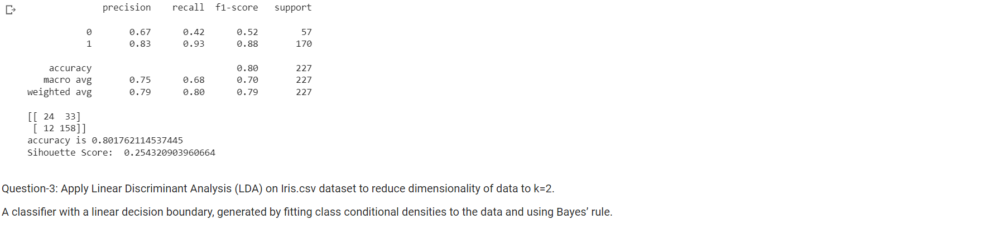 precision recall f1-score support
0 0.67 0.42 0.52 57
1 0.83 0.93 0.88 170
accuracy 0.80 227
macro avg 0.75 0.68 0.70 227
weighted avg 0.79 0.80 0.79 227
[[ 24 33]
[ 12 158]]
accuracy is 0.801762114537445
Sihouette Score: 0.254320903960664
Question-3: Apply Linear Discriminant Analysis (LDA) on Iris.csv dataset to reduce dimensionality of data to k=2.
A classifier with a linear decision boundary, generated by fitting class conditional densities to the data and using Bayes’ rule.